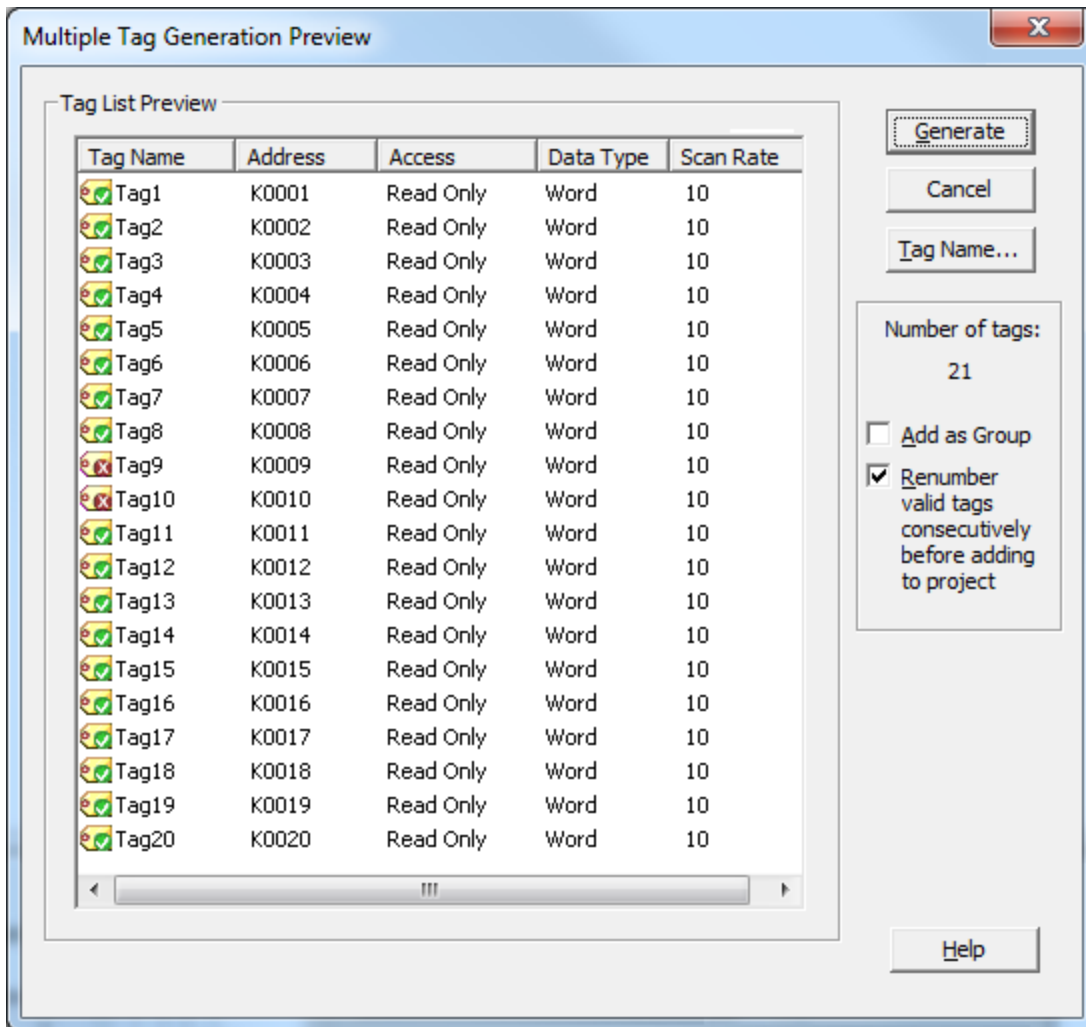 Multiple Tag Generation Preview
Tag List Preview
Tag Name Address Access Data Type Scan Rate
Tag1 K0001 Read Only Word 10
Tag2 K0002 Read Only Word 10
Tag3 K0003 Read Only Word 10
Tag4 K0004 Read Only Word 10
Tag5 K0005 Read Only Word 10
Tag6 K0006 Read Only Word 10
Tag7 K0007 Read Only Word 10
Tag8 K0008 Read Only Word 10
Tag9 K0009 Read Only Word 10
Tag10 K0010 Read Only Word 10
Tag11 K0011 Read Only Word 10
Tag12 K0012 Read Only Word 10
Tag13 K0013 Read Only Word 10
Tag14 K0014 Read Only Word 10
Tag15 K0015 Read Only Word 10
Tag16 K0016 Read Only Word 10
Tag17 K0017 Read Only Word 10
Tag18 K0018 Read Only Word 10
Tag19 K0019 Read Only Word 10
Tag20 K0020 Read Only Word 10
Generate
Cancel
Tag Name...
Number of tags:
21
Add as Group
Renumber
valid tags
consecutively
before adding
to project
Help